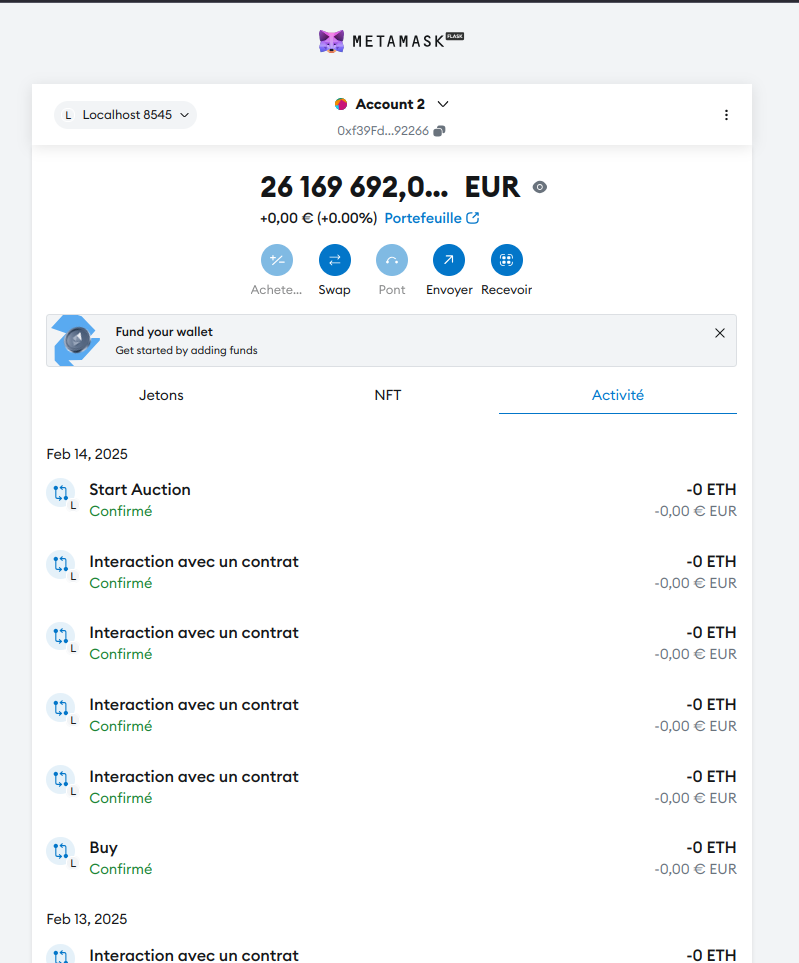 METAMASK FLASK
L Localhost 8545
Account 2
0xf39Fd...92266
26 169 692,0... EUR
+0,00 € (+0.00%) Portefeuille
Achete... Swap Pont Envoyer Recevoir
Fund your wallet
Get started by adding funds
Jetons NFT Activité
Feb 14, 2025
Start Auction -0 ETH
L Confirmé -0,00 € EUR
Interaction avec un contrat -0 ETH
L Confirmé -0,00 € EUR
Interaction avec un contrat -0 ETH
L Confirmé -0,00 € EUR
Interaction avec un contrat -0 ETH
L Confirmé -0,00 € EUR
Interaction avec un contrat -0 ETH
L Confirmé -0,00 € EUR
Buy -0 ETH
L Confirmé -0,00 € EUR
Feb 13, 2025
Interaction avec un contrat -0 ETH